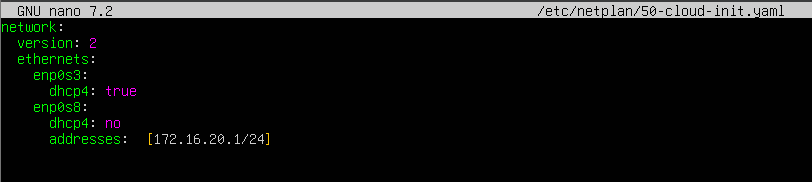 GNU nano 7.2 /etc/netplan/50-cloud-init.yaml
network:
  version: 2
  ethernets:
    enp0s3:
      dhcp4: true
    enp0s8:
      dhcp4: no
      addresses:  [172.16.20.1/24]